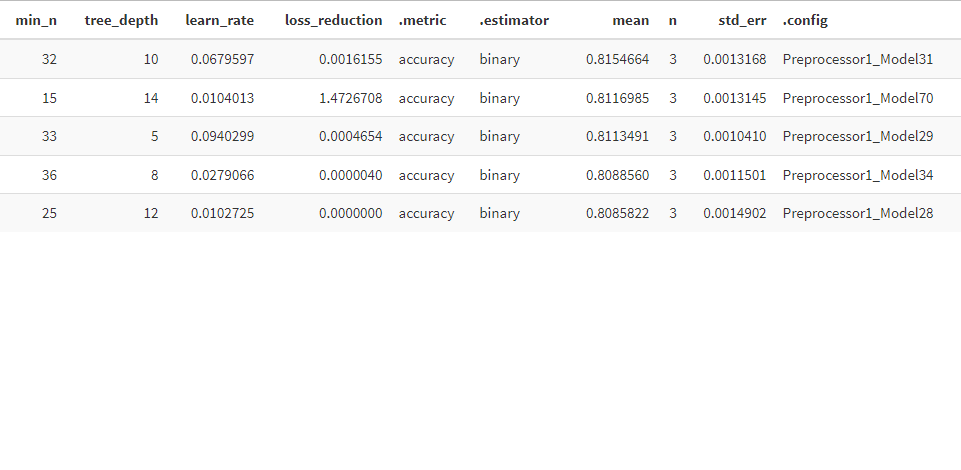 min_n tree_depth learn_rate loss_reduction .metric .estimator mean n std_err .config
32 10 0.0679597 0.0016155 accuracy binary 0.8154664 3 0.0013168 Preprocessor1_Model31
15 14 0.0104013 1.4726708 accuracy binary 0.8116985 3 0.0013145 Preprocessor1_Model70
33 5 0.0940299 0.0004654 accuracy binary 0.8113491 3 0.0010410 Preprocessor1_Model29
36 8 0.0279066 0.0000040 accuracy binary 0.8088560 3 0.0011501 Preprocessor1_Model34
25 12 0.0102725 0.0000000 accuracy binary 0.8085822 3 0.0014902 Preprocessor1_Model28